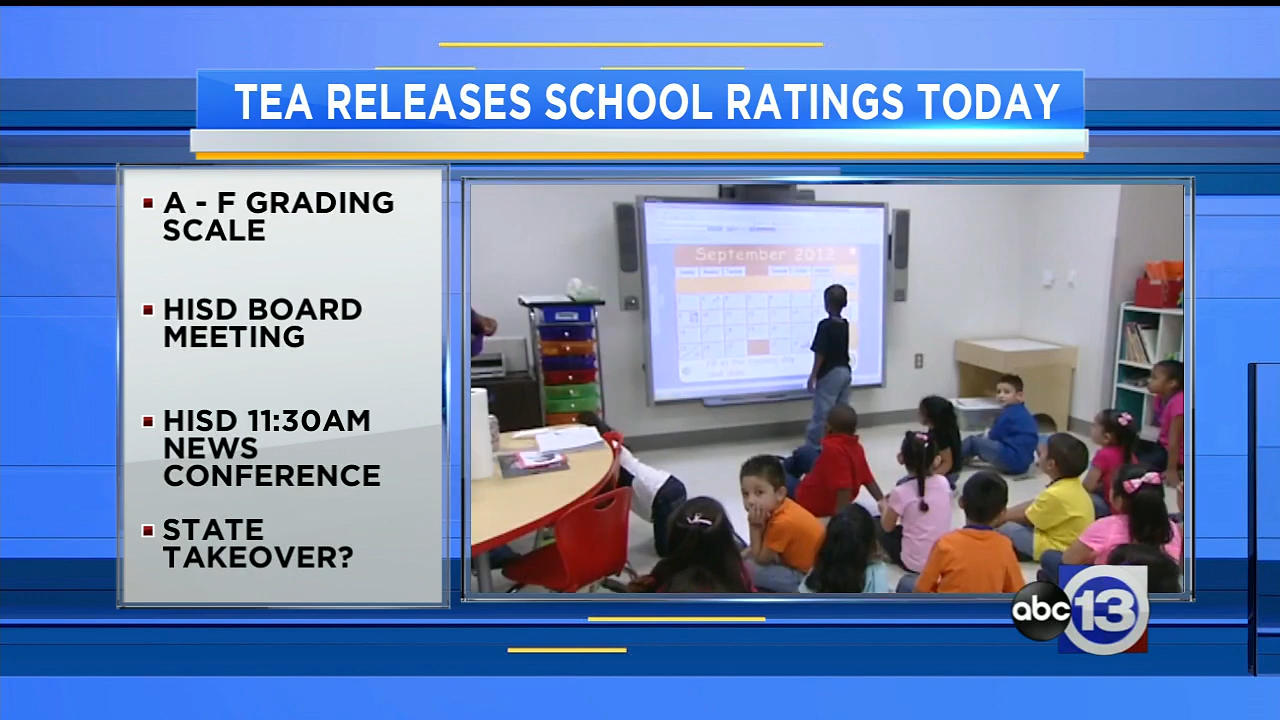 TEA RELEASES SCHOOL RATINGS TODAY
A - F GRADING
SCALE
HISD BOARD
MEETING
HISD 11:30AM
NEWS
CONFERENCE
STATE
TAKEOVER?
September 2012
abc 13